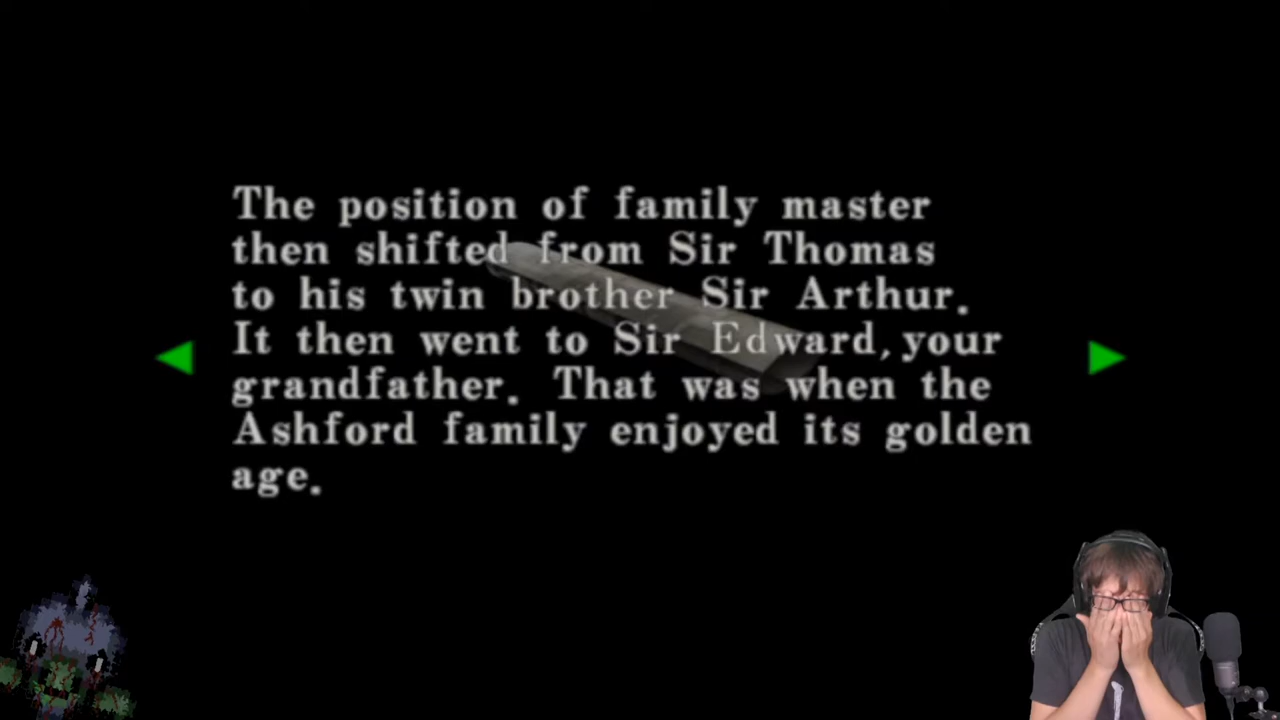 The position of family master
then shifted from Sir Thomas
to his twin brother Sir Arthur.
It then went to Sir Edward,your
grandfather. That was when the
Ashford family enjoyed its golden
age.